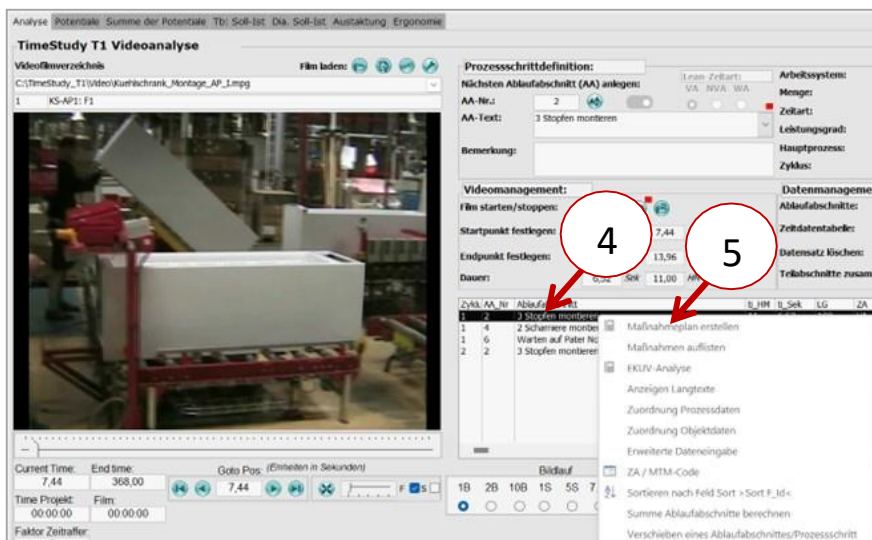 Analyse Potentiale Summe der Potentiale Tb: Soll-Ist Dia. Soll-Ist Austaktung Ergonomie
TimeStudy T1 Videoanalyse
Videofilmverzeichnis Film laden:
C:\TimeStudy_T1\Video\Kuehlschrank_Montage_AP_1.mpg
1 KS-AP1: F1
Current Time: End time: Goto Pos: (Einheiten in Sekunden)
7,44 368,00 7,44 F S
Time Projekt: Film:
00:00:00 00:00:00
Faktor Zeitraffer:
Prozessschrittdefinition:
Nächsten Ablaufabschnitt (AA) anlegen: Lean-Zeitart:
VA NVA WA
AA-Nr.: 2
AA-Text: 3 Stopfen montieren
Bemerkung:
Arbeitssystem:
Menge:
Zeitart:
Leistungsgrad:
Hauptprozess:
Zyklus:
Videomanagement:
Film starten/stoppen:
Startpunkt festlegen: 7,44
Endpunkt festlegen: 13,96
Dauer: 6,52 Sek 11,00
Datenmanageme
Ablaufabschnitte:
Zeitdatentabelle:
Datensatz löschen:
Teilabschnitte zusam
4
5
Zykl. AA_Nr tj_HM tj_Sek LG ZA
1 2 3 Stopfen montieren
1 4 2 Scharniere montie
1 6 Warten auf Pater No
2 2 3 Stopfen montieren
Maßnahmeplan erstellen
Maßnahmen auflisten
EKUV-Analyse
Anzeigen Langtexte
Zuordnung Prozessdaten
Zuordnung Objektdaten
Erweiterte Dateneingabe
ZA / MTM-Code
Sortieren nach Feld Sort >Sort F_Id<
Summe Ablaufabschnitte berechnen
Verschieben eines Ablaufabschnittes/Prozessschritt
Bildlauf
1B 2B 10B 1S 5S 7